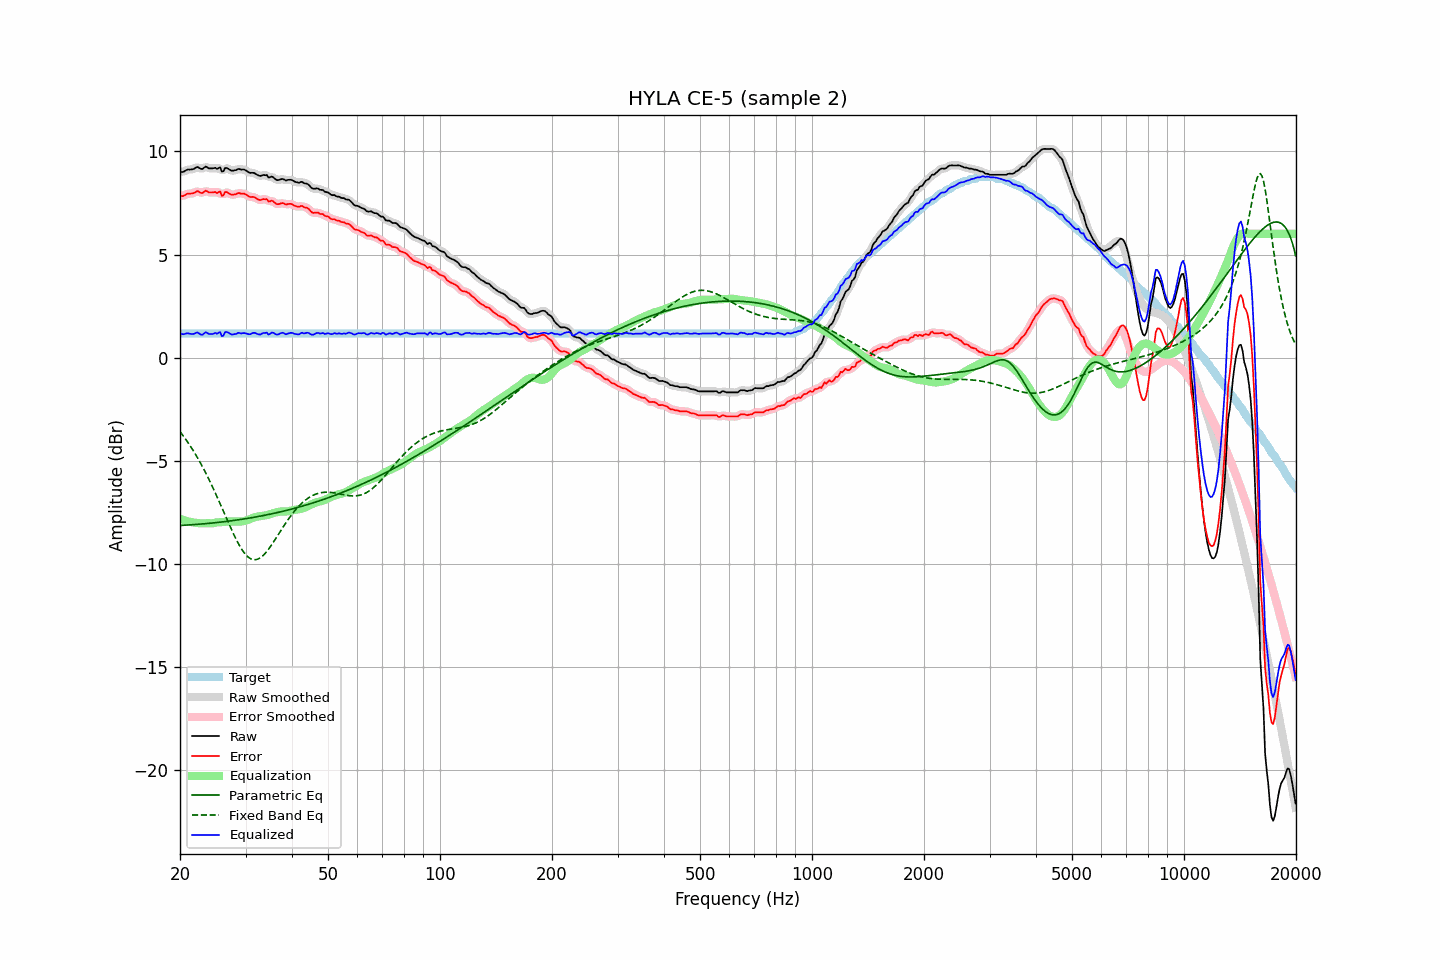 HYLA CE-5 (sample 2)
Amplitude (dBr)
10
5
0
−5
−10
−15
−20
Target
Raw Smoothed
Error Smoothed
Raw
Error
Equalization
Parametric Eq
Fixed Band Eq
Equalized
20
50
100
200
500
1000
2000
5000
10000
20000
Frequency (Hz)